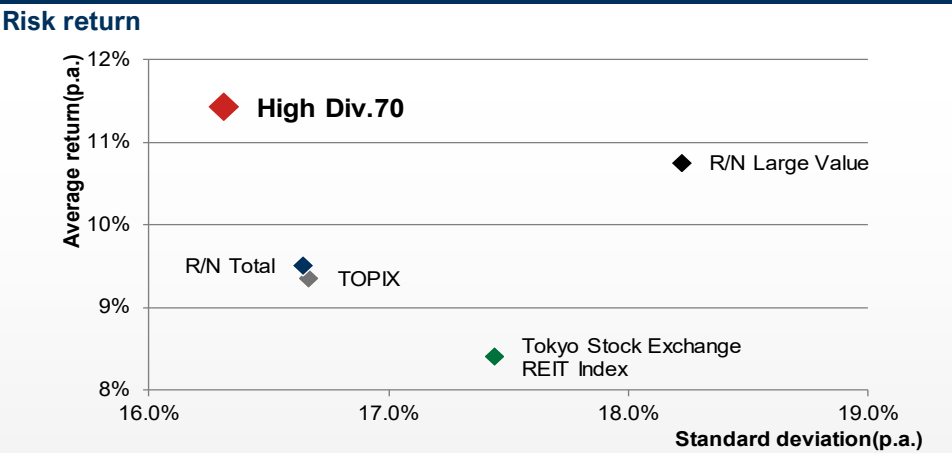 Risk return
Average return(p.a.)
12%
11%
10%
9%
8%
High Div.70
R/N Large Value
R/N Total
TOPIX
Tokyo Stock Exchange
REIT Index
16.0%
17.0%
18.0%
19.0%
Standard deviation(p.a.)